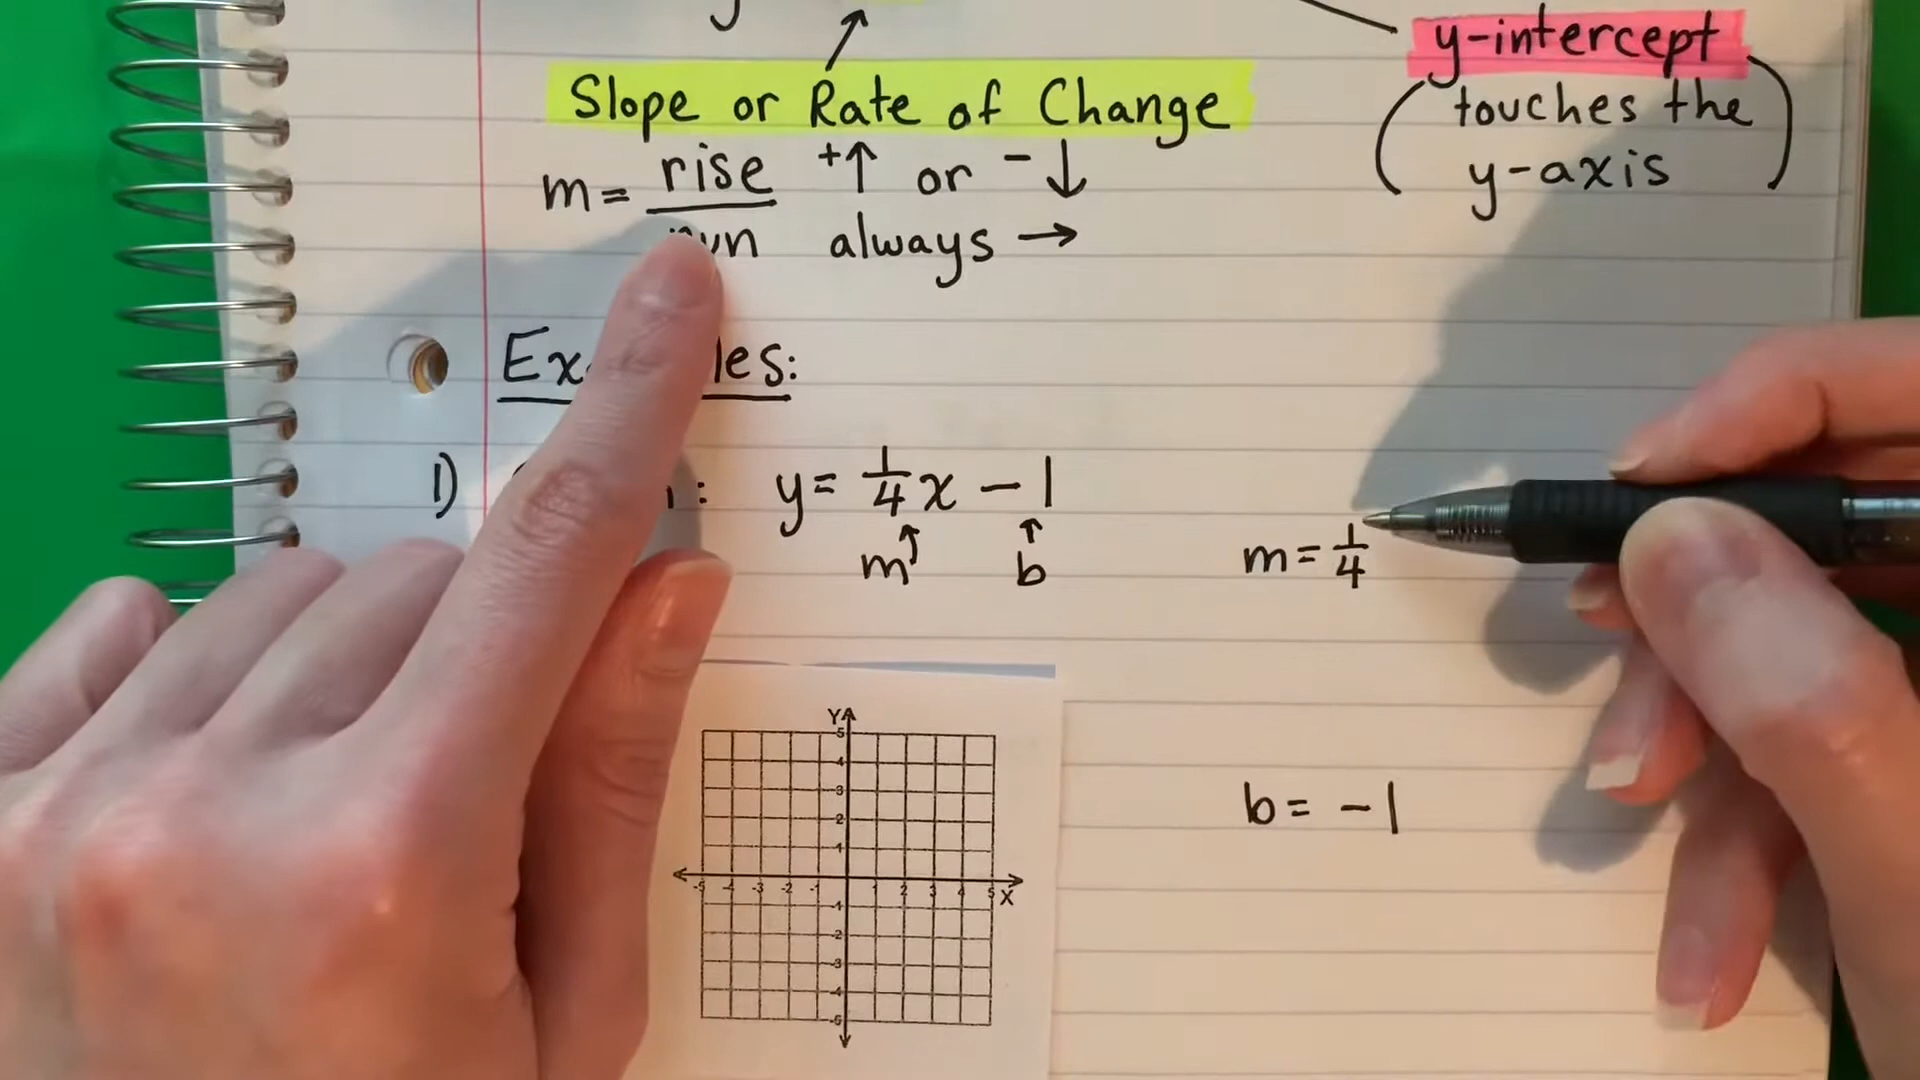 y-intercept
(touches the
y-axis)
Slope or Rate of Change
m = rise +↑ or -↓
always →
1) y = 1/4 x - 1
m b
m = 1/4
b = -1
Y
5
4
3
2
1
-5 -4 -3 -2 -1 1 2 3 4 5 X
-1
-2
-3
-4
-5